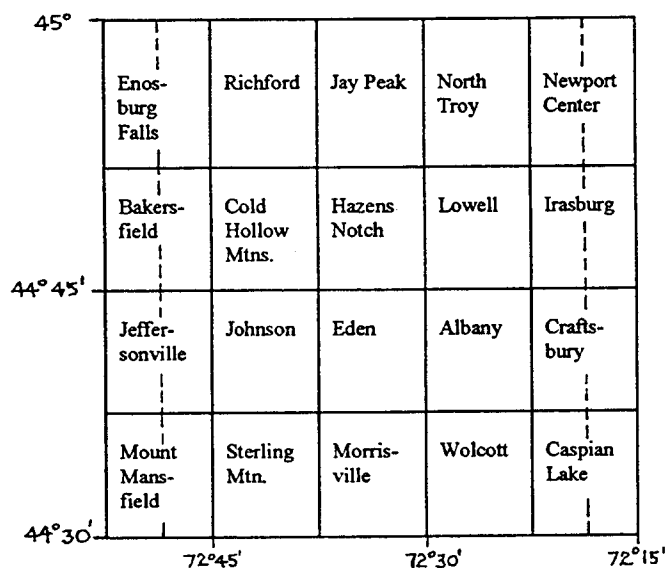 45°
Enos-
burg
Falls
Richford
Jay Peak
North
Troy
Newport
Center
Bakers-
field
Cold
Hollow
Mtns.
Hazens
Notch
Lowell
Irasburg
44°45'
Jeffer-
sonville
Johnson
Eden
Albany
Crafts-
bury
Mount
Mans-
field
Sterling
Mtn.
Morris-
ville
Wolcott
Caspian
Lake
44°30'
72°45'
72°30'
72°15'